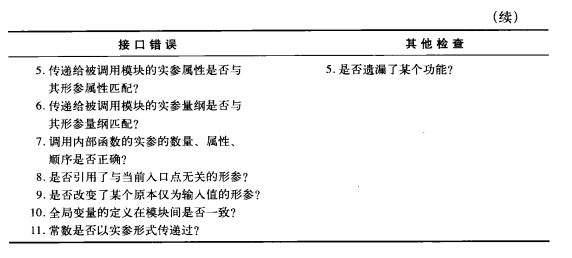 （续）
接口错误 其他检查
5. 传递给被调用模块的实参属性是否与 5. 是否遗漏了某个功能？
其形参属性匹配？
6. 传递给被调用模块的实参量纲是否与
其形参量纲匹配？
7. 调用内部函数的实参的数量、属性、
顺序是否正确？
8. 是否引用了与当前入口点无关的形参？
9. 是否改变了某个原本仅为输入值的形参？
10. 全局变量的定义在模块间是否一致？
11. 常数是否以实参形式传递过？